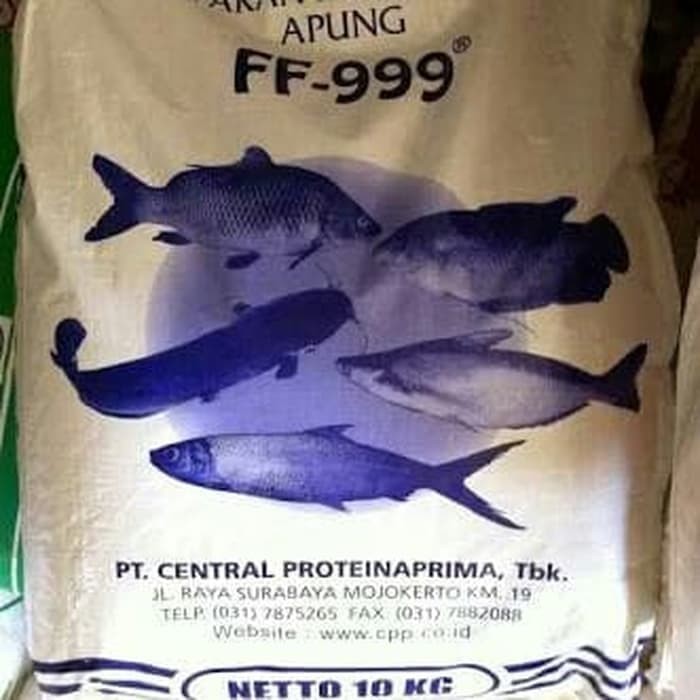 APUNG
FF-999®
PT. CENTRAL PROTEINAPRIMA, Tbk.
JL. RAYA SURABAYA MOJOKERTO KM. 19
TELP. (031) 7875265 FAX. (031) 7882088
Website : www.cpp.co.id
NETTO 10 KG